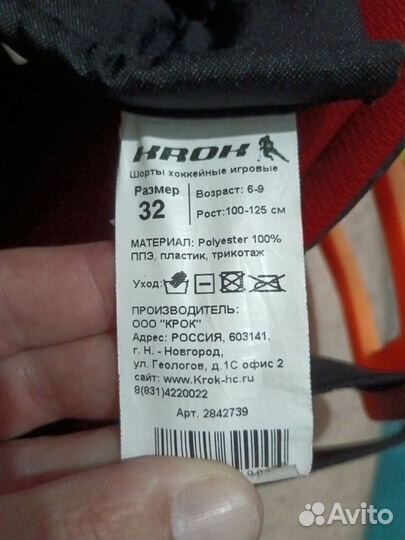 KROK
Шорты хоккейные игровые
Размер
32
Возраст: 6-9
Рост:100-125 см
МАТЕРИАЛ: Polyester 100%
ППЭ, пластик, трикотаж
Уход:
ПРОИЗВОДИТЕЛЬ:
ООО "КРОК"
Адрес: РОССИЯ, 603141,
г. Н. - Новгород,
ул. Геологов, д.1С офис 2
сайт: www.Krok-hc.ru
8(831)4220022
Арт. 2842739
Avito